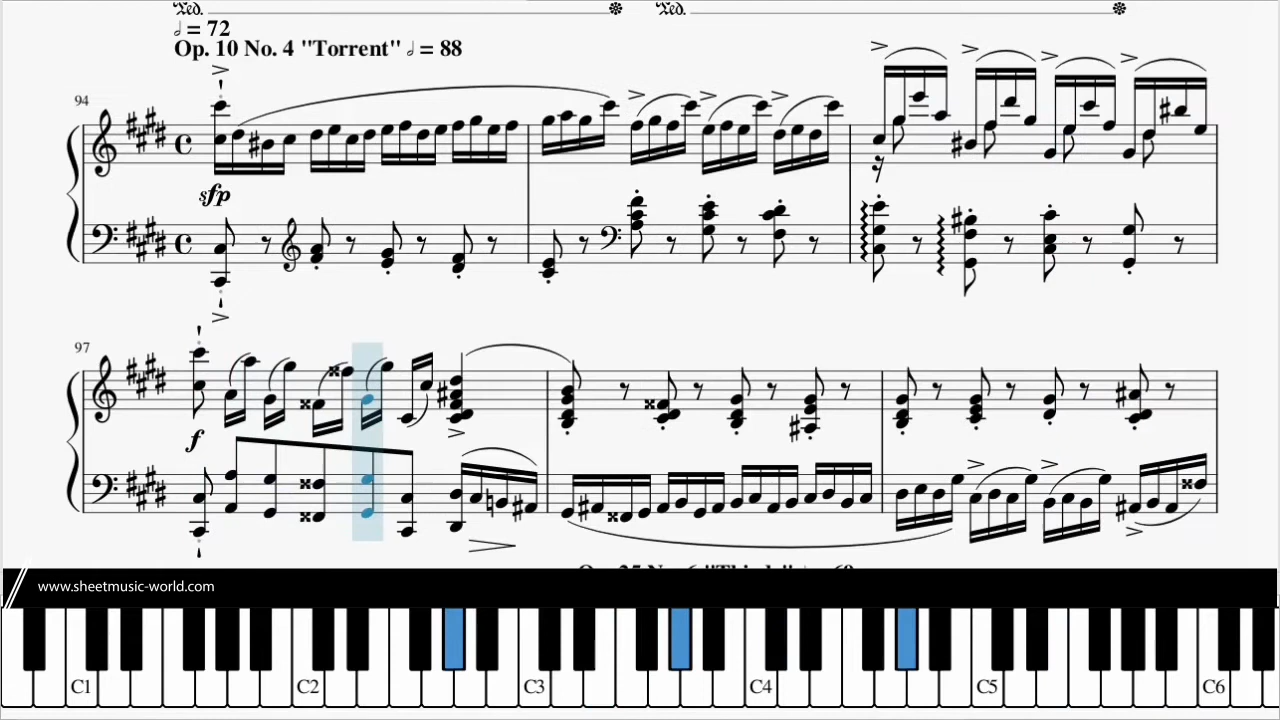 Ped. Ped.
𝅗𝅥 = 72
Op. 10 No. 4 "Torrent" 𝅗𝅥 = 88
94
sfp
97
f
www.sheetmusic-world.com
C1 C2 C3 C4 C5 C6